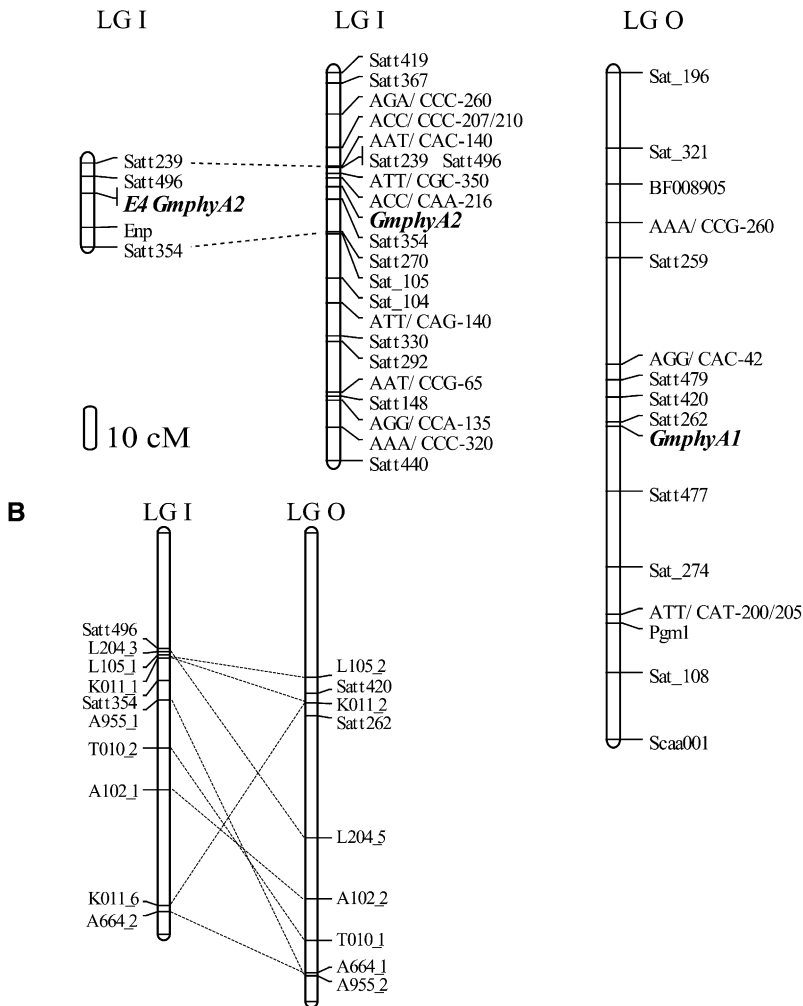 LG I
LG I
LG O
Satt239
Satt496
E4 GmphyA2
Enp
Satt354
10 cM
Satt419
Satt367
AGA/ CCC-260
ACC/ CCC-207/210
AAT/ CAC-140
Satt239 Satt496
ATT/ CGC-350
ACC/ CAA-216
GmphyA2
Satt354
Satt270
Sat_105
Sat_104
ATT/ CAG-140
Satt330
Satt292
AAT/ CCG-65
Satt148
AGG/ CCA-135
AAA/ CCC-320
Satt440
Sat_196
Sat_321
BF008905
AAA/ CCG-260
Satt259
AGG/ CAC-42
Satt479
Satt420
Satt262
GmphyA1
Satt477
Sat_274
ATT/ CAT-200/205
Pgm1
Sat_108
Scaa001
B
LG I
LG O
Satt496
L204_3
L105_1
K011_1
Satt354
A955_1
T010_2
A102_1
K011_6
A664_2
L105_2
Satt420
K011_2
Satt262
L204_5
A102_2
T010_1
A664_1
A955_2